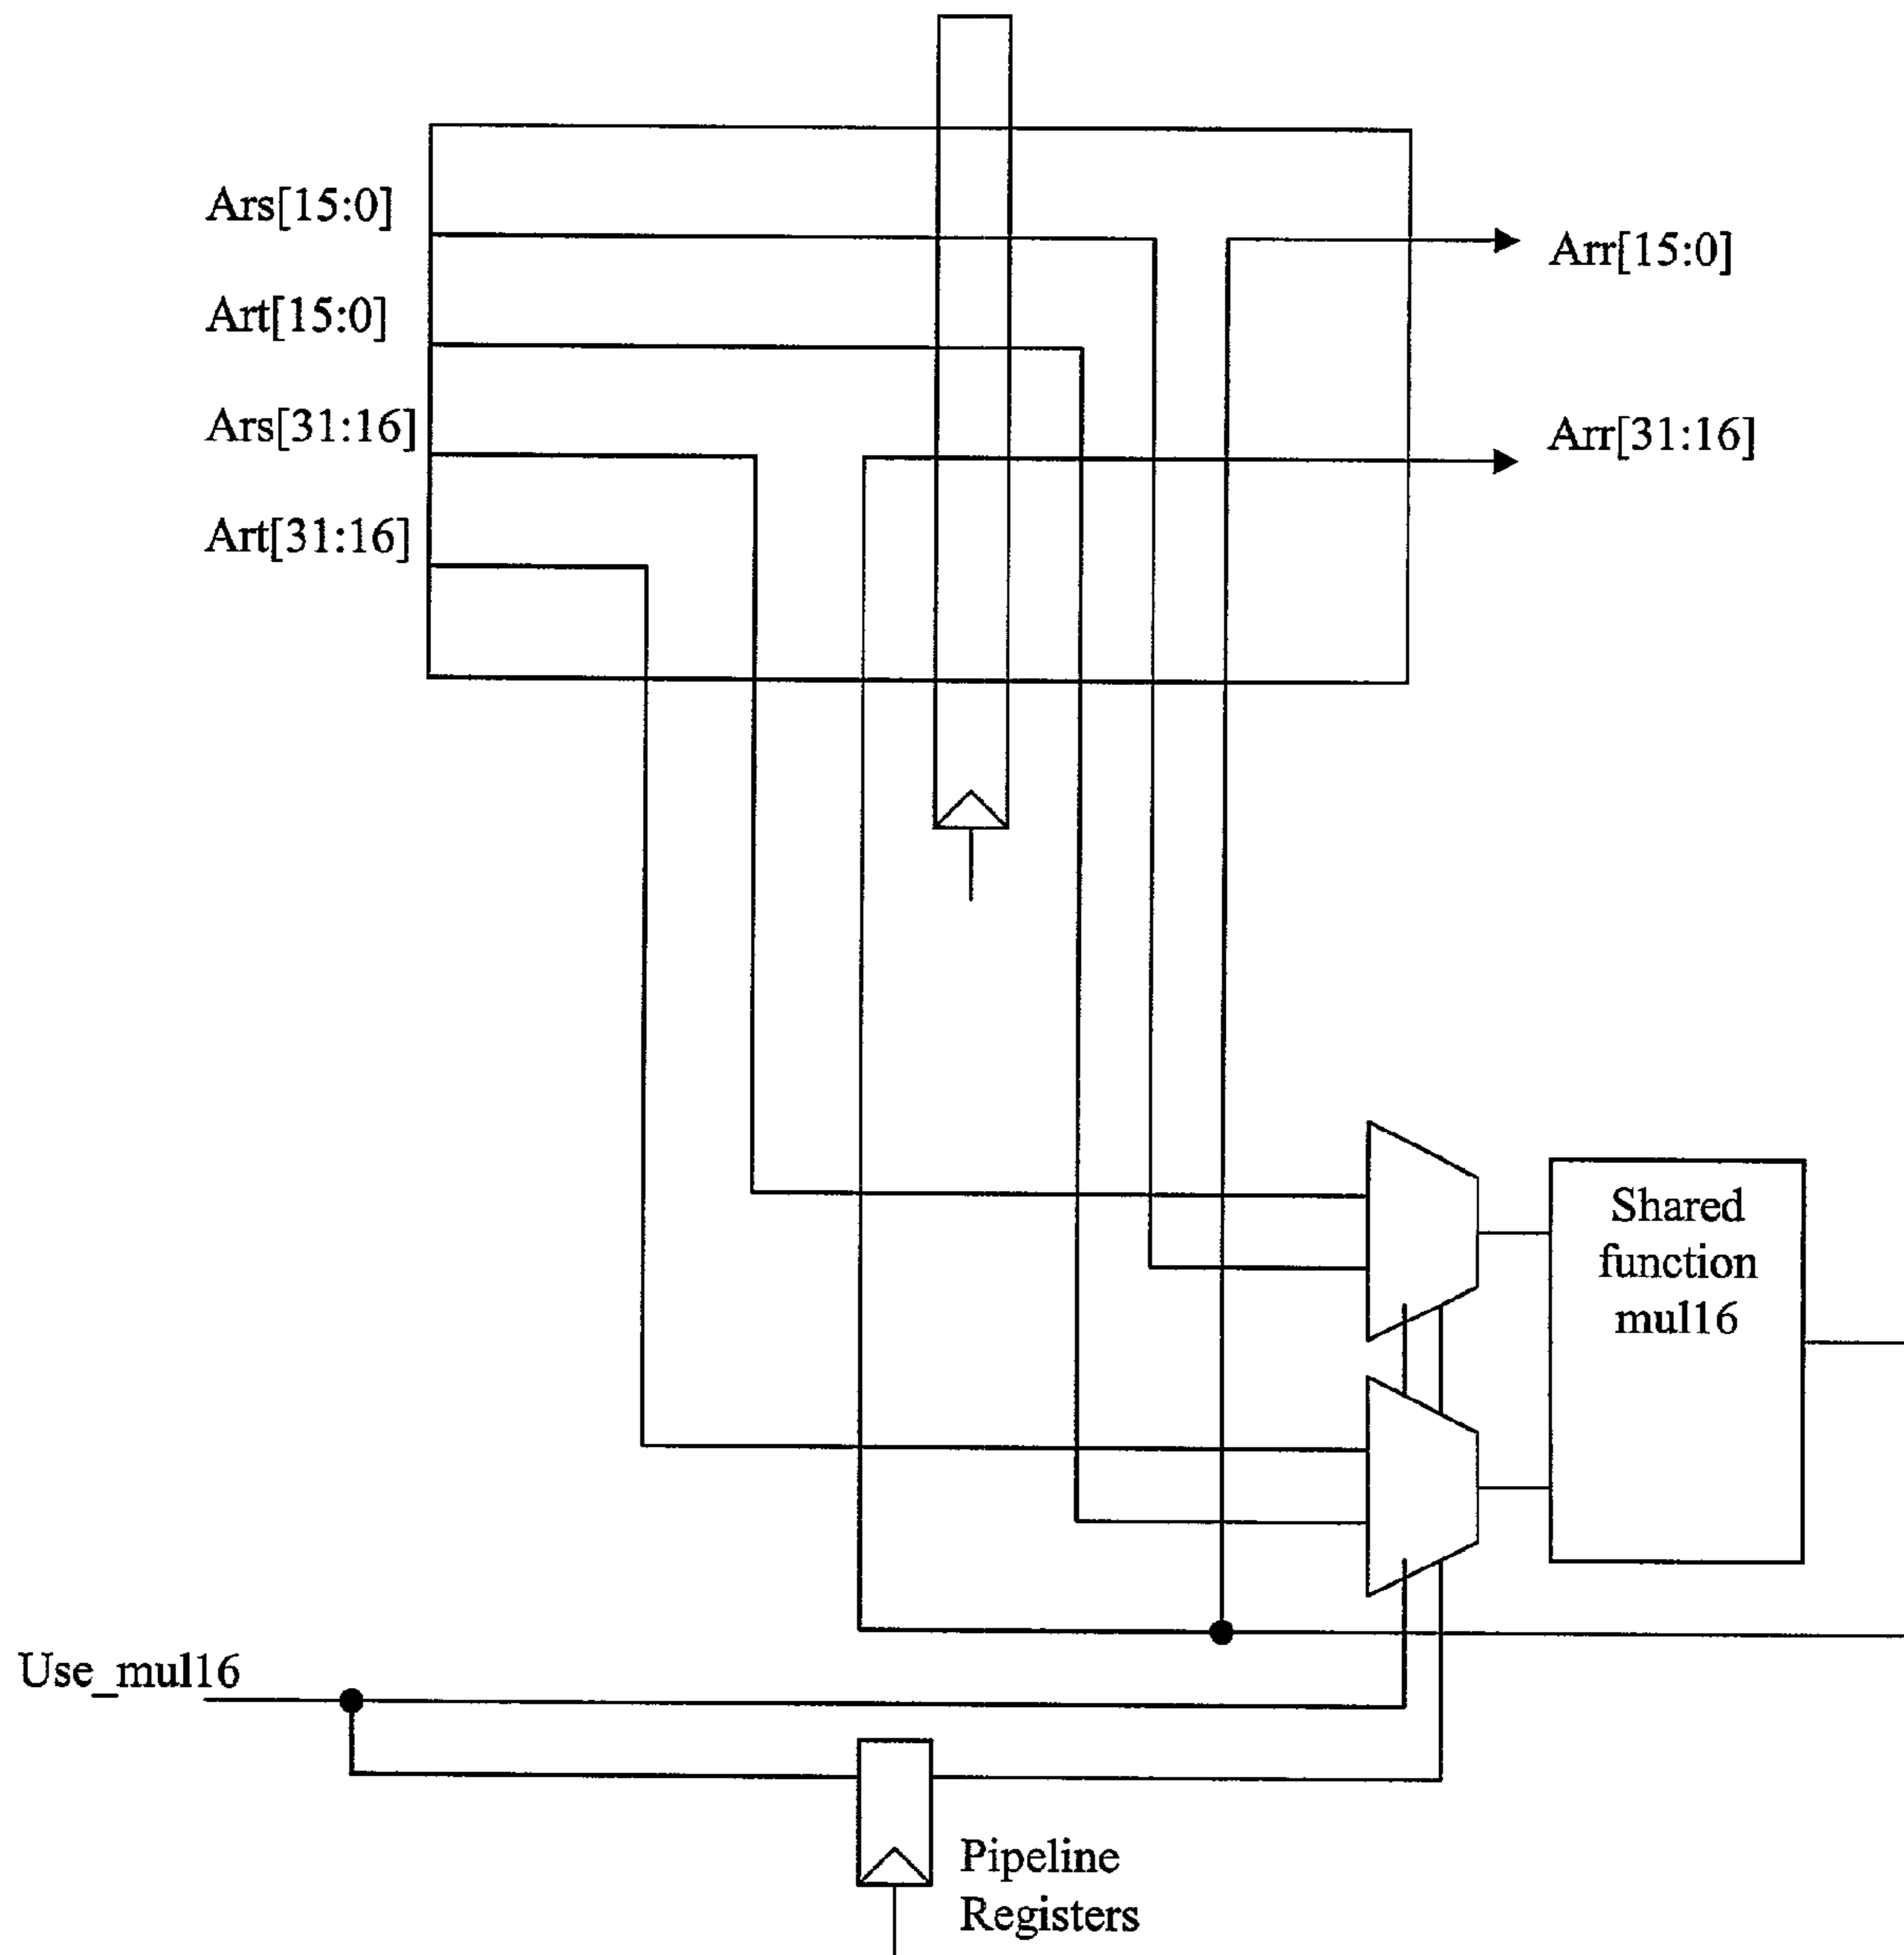 Ars[15:0]
Arr[15:0]
Art[15:0]
Ars[31:16]
Arr[31:16]
Art[31:16]
Shared
function
mul16
Use_mul16
Pipeline
Registers